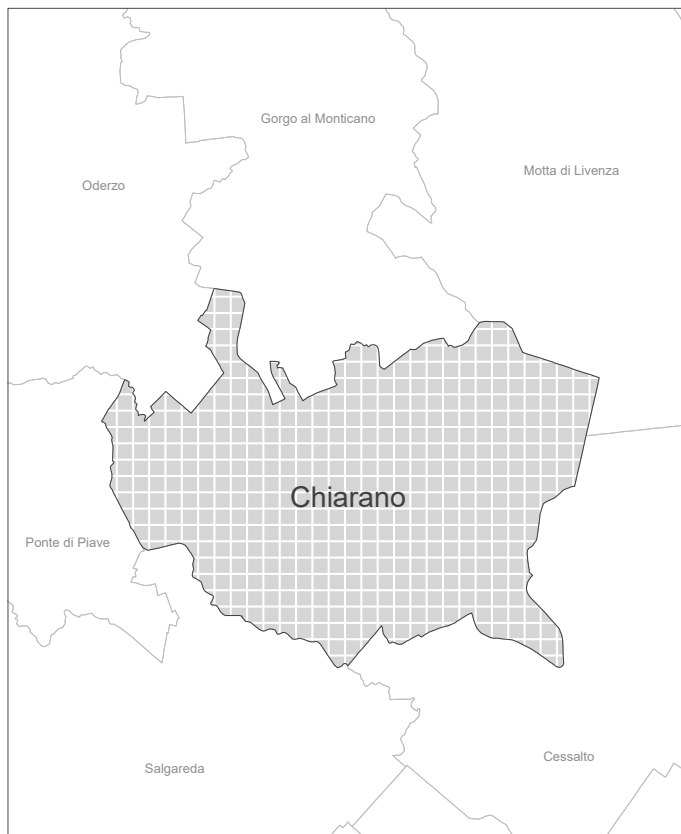 Gorgo al Monticano
Motta di Livenza
Oderzo
Chiarano
Ponte di Piave
Cessalto
Salgareda